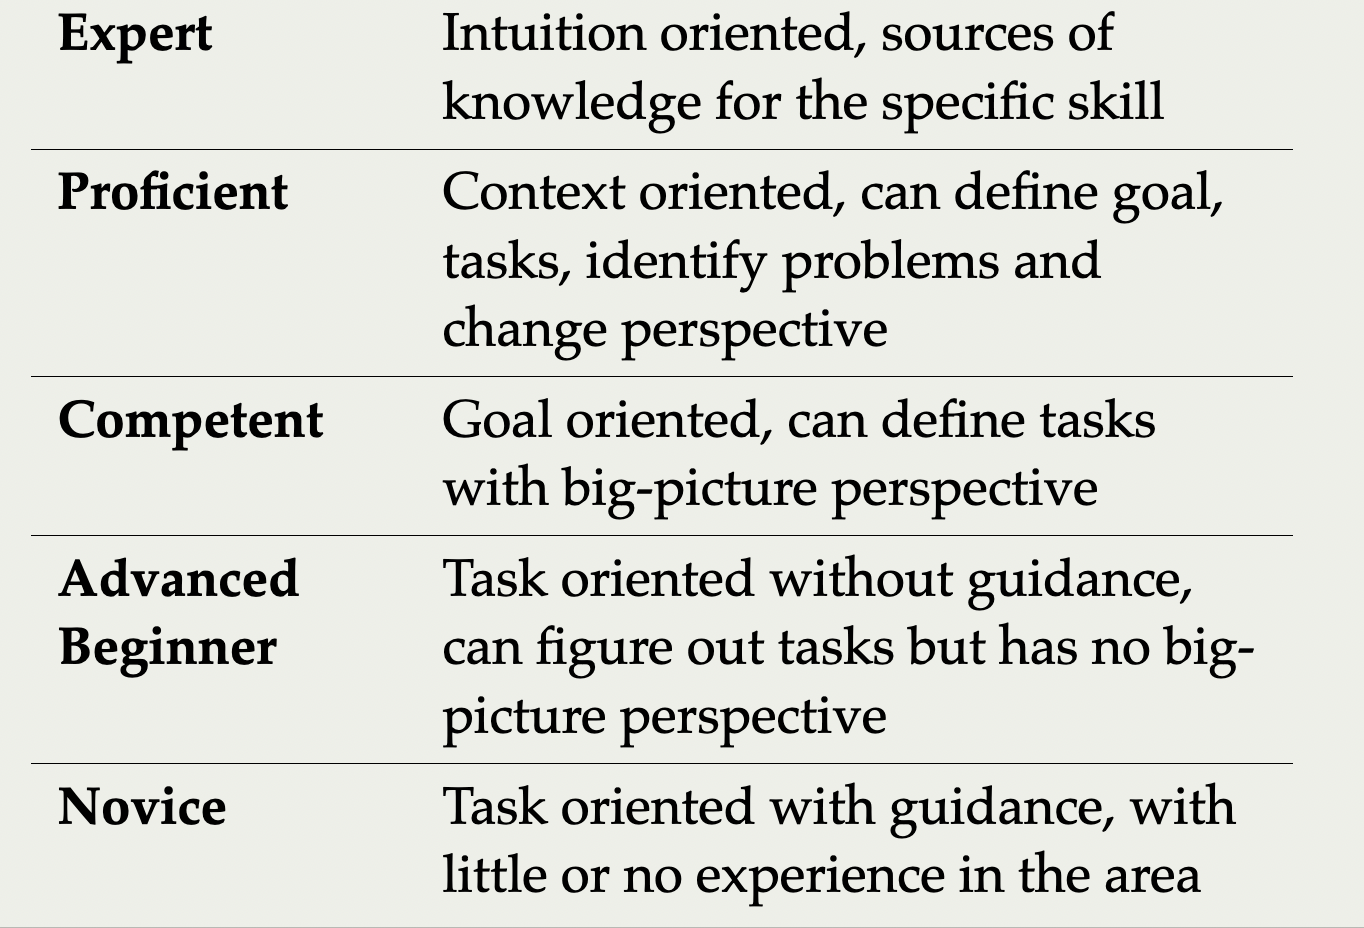 Expert
Intuition oriented, sources of
knowledge for the specific skill
Proficient
Context oriented, can define goal,
tasks, identify problems and
change perspective
Competent
Goal oriented, can define tasks
with big-picture perspective
Advanced
Beginner
Task oriented without guidance,
can figure out tasks but has no big-
picture perspective
Novice
Task oriented with guidance, with
little or no experience in the area